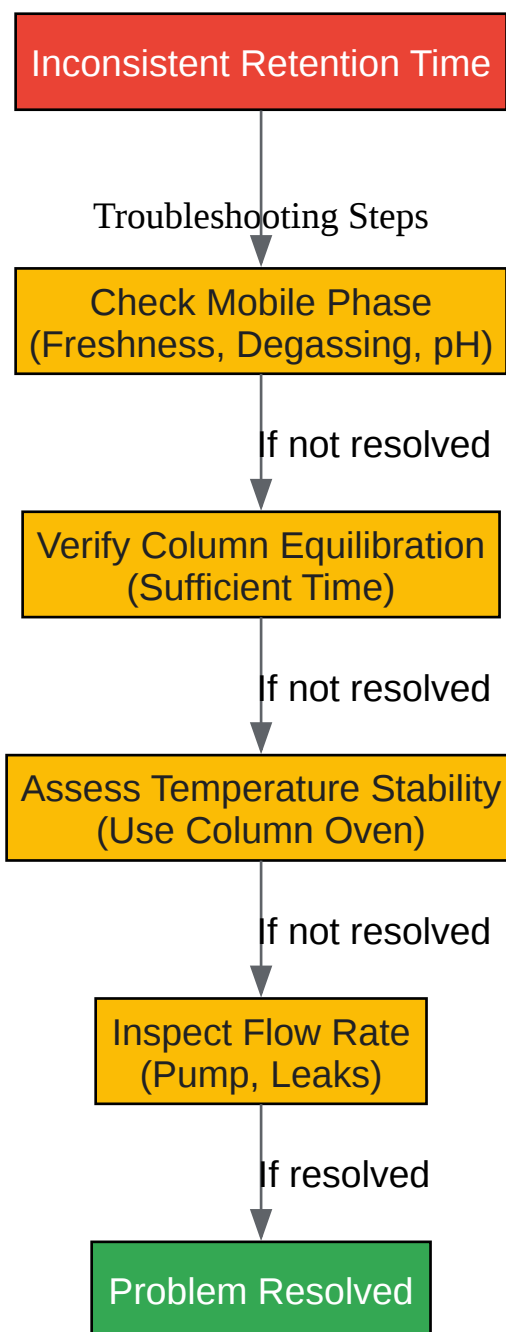 Inconsistent Retention Time
Troubleshooting Steps
Check Mobile Phase
(Freshness, Degassing, pH)
If not resolved
Verify Column Equilibration
(Sufficient Time)
If not resolved
Assess Temperature Stability
(Use Column Oven)
If not resolved
Inspect Flow Rate
(Pump, Leaks)
If resolved
Problem Resolved